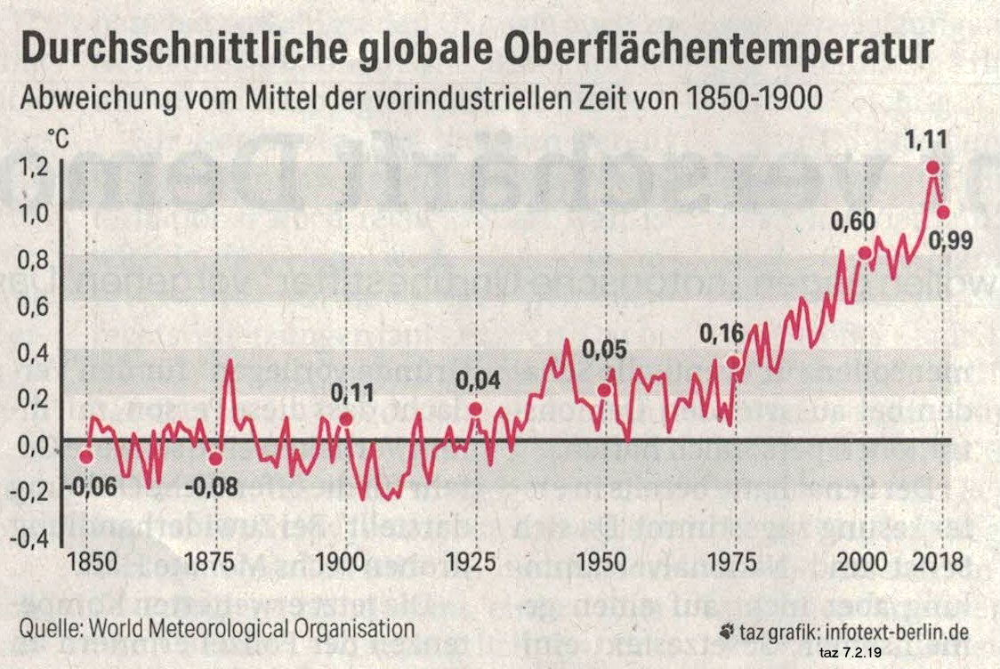 Durchschnittliche globale Oberflächentemperatur
Abweichung vom Mittel der vorindustriellen Zeit von 1850-1900
°C
1,11
1,2
1,0
0,60
0,99
0,8
0,6
0,16
0,4
0,05
0,11
0,04
0,2
0,0
-0,06
-0,08
-0,2
-0,4
1850 1875 1900 1925 1950 1975 2000 2018
Quelle: World Meteorological Organisation
taz grafik: infotext-berlin.de
taz 7.2.19